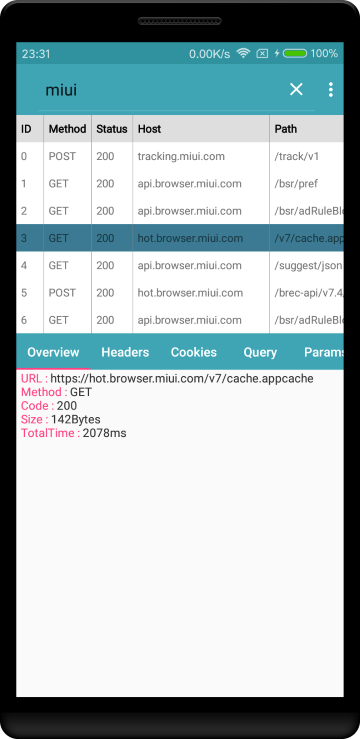 23:31 0.00K/s 100%
miui
ID Method Status Host Path
0 POST 200 tracking.miui.com /track/v1
1 GET 200 api.browser.miui.com /bsr/pref
2 GET 200 api.browser.miui.com /bsr/adRuleBl
3 GET 200 hot.browser.miui.com /v7/cache.app
4 GET 200 api.browser.miui.com /suggest/json
5 POST 200 hot.browser.miui.com /brec-api/v7.4
6 GET 200 api.browser.miui.com /bsr/adRuleBl
Overview Headers Cookies Query Params
URL : https://hot.browser.miui.com/v7/cache.appcache
Method : GET
Code : 200
Size : 142Bytes
TotalTime : 2078ms